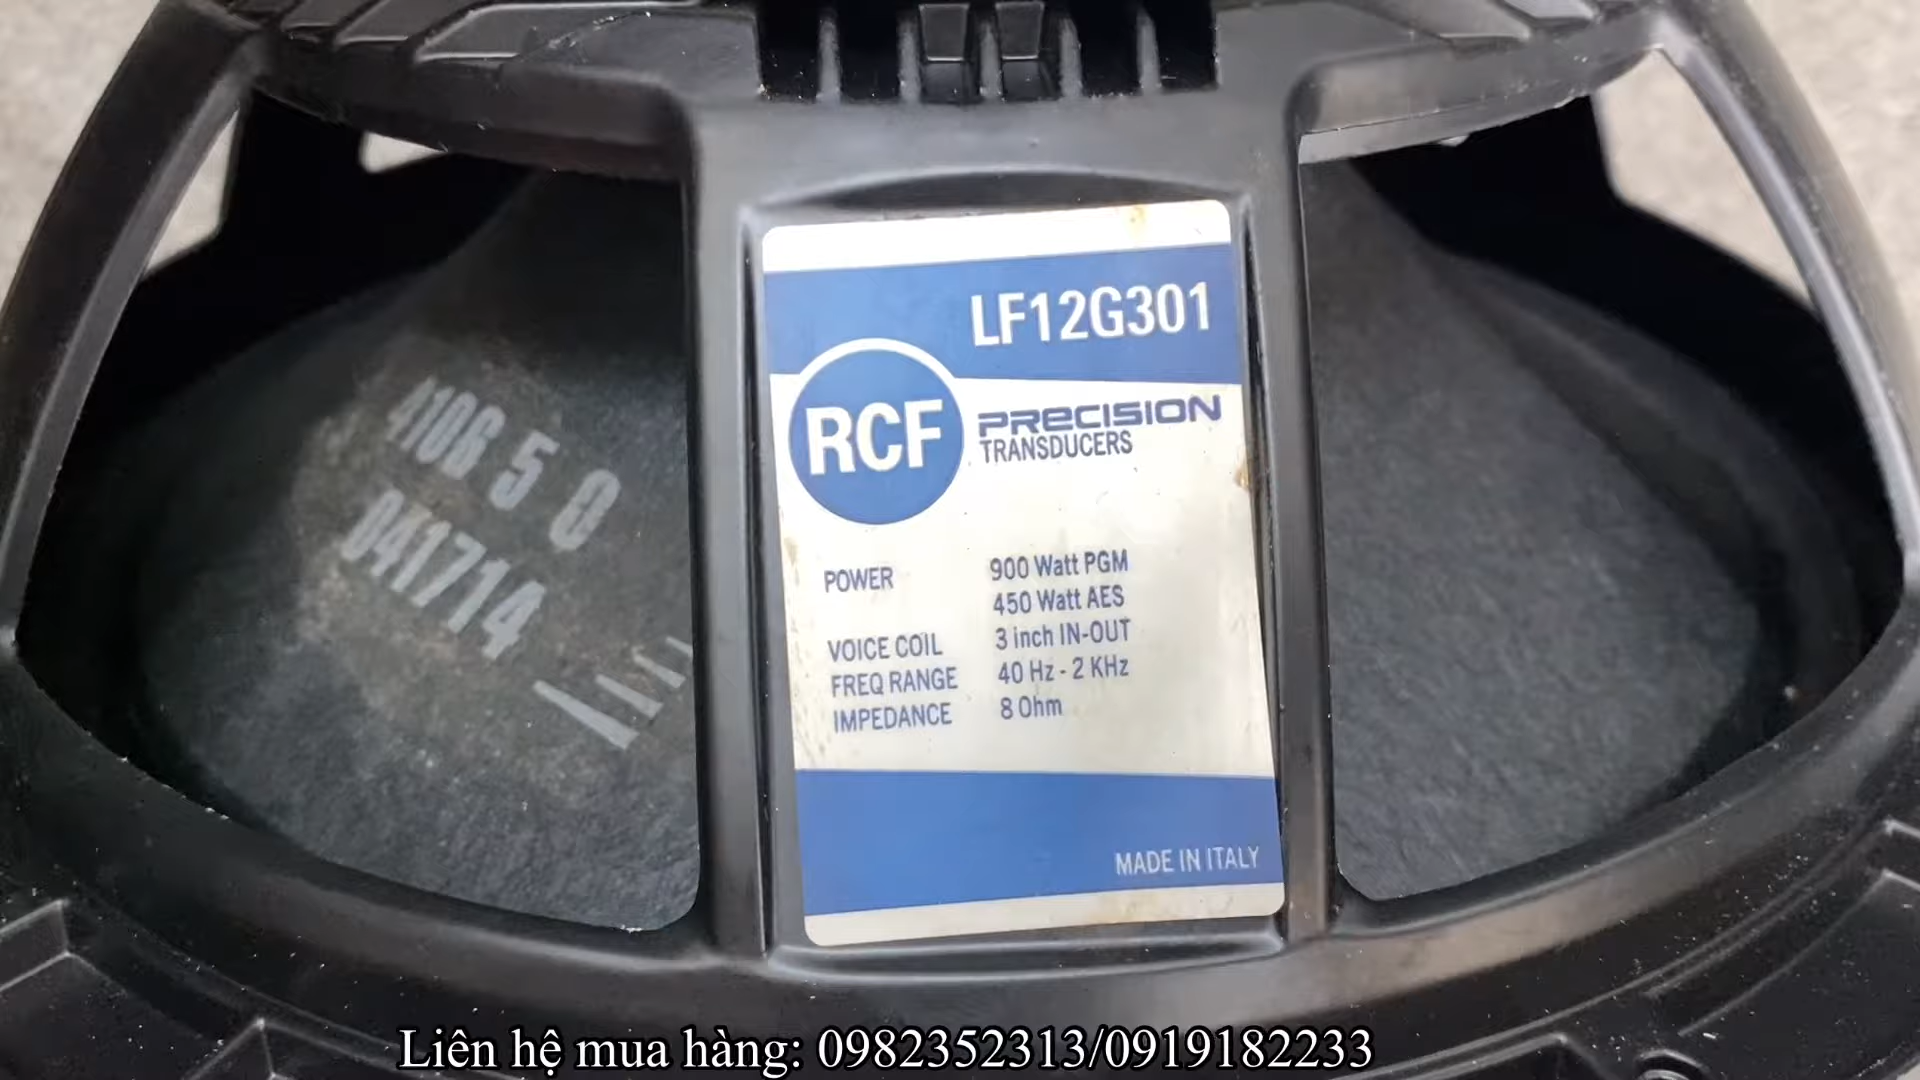 LF12G301
RCF
PRECISION
TRANSDUCERS
POWER 900 Watt PGM
450 Watt AES
VOICE COIL 3 inch IN-OUT
FREQ RANGE 40 Hz - 2 KHz
IMPEDANCE 8 Ohm
MADE IN ITALY
4106 5 0
041714
Liên hệ mua hàng: 0982352313/0919182233